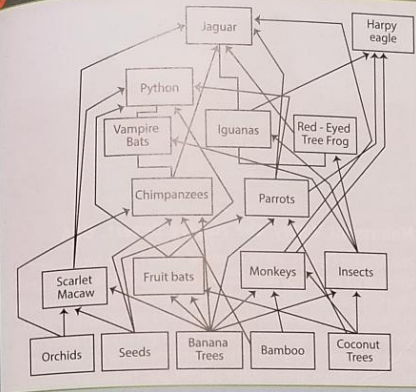 Jaguar
Harpy
eagle
Python
Vampire
Bats
Iguanas
Red - Eyed
Tree Frog
Chimpanzees
Parrots
Scarlet
Macaw
Fruit bats
Monkeys
Insects
Orchids
Seeds
Banana
Trees
Bamboo
Coconut
Trees